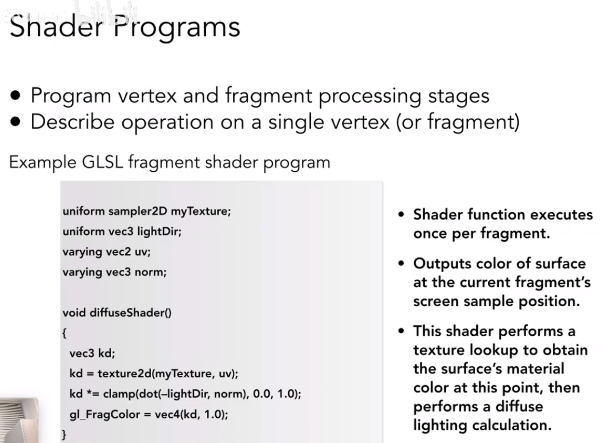 Shader Programs
● Program vertex and fragment processing stages
● Describe operation on a single vertex (or fragment)
Example GLSL fragment shader program
uniform sampler2D myTexture;
uniform vec3 lightDir;
varying vec2 uv;
varying vec3 norm;
void diffuseShader()
{
vec3 kd;
kd = texture2d(myTexture, uv);
kd *= clamp(dot(–lightDir, norm), 0.0, 1.0);
gl_FragColor = vec4(kd, 1.0);
}
• Shader function executes
once per fragment.
• Outputs color of surface
at the current fragment’s
screen sample position.
• This shader performs a
texture lookup to obtain
the surface’s material
color at this point, then
performs a diffuse
lighting calculation.